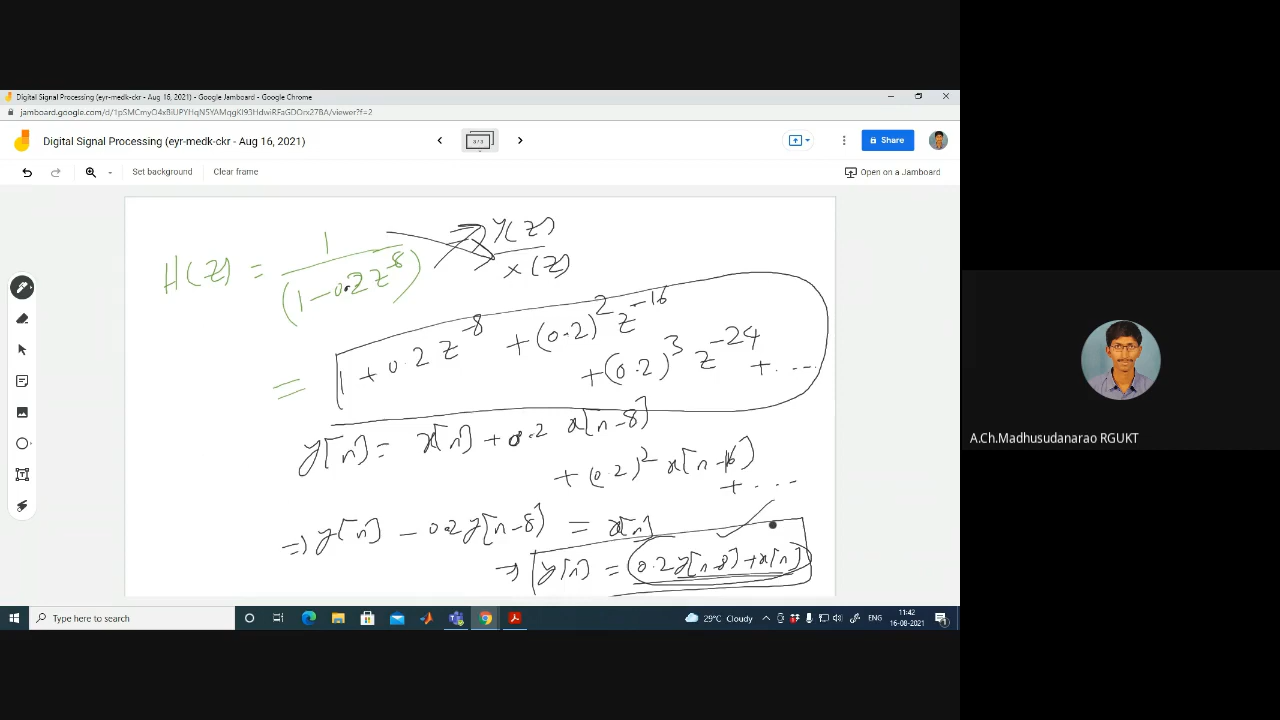 Digital Signal Processing (eyr-medk-ckr - Aug 16, 2021) - Google Jamboard - Google Chrome
Digital Signal Processing (eyr-medk-ckr - Aug 16, 2021)
3 / 3
Share
Set background
Clear frame
Open on a Jamboard
H(Z) = 1 / (1 - 0.2 z^-8) Y(Z) / X(Z)
= 1 + 0.2 z^-8 + (0.2)^2 z^-16
+ (0.2)^3 z^-24 + ....
y[n] = x[n] + 0.2 x[n-8]
+ (0.2)^2 x[n-16]
+ ...
=> y[n] - 0.2 y[n-8] = x[n]
=> y[n] = 0.2 y[n-8] + x[n]
A.Ch.Madhusudanarao RGUKT
Type here to search
29°C Cloudy
ENG
11:42
16-08-2021